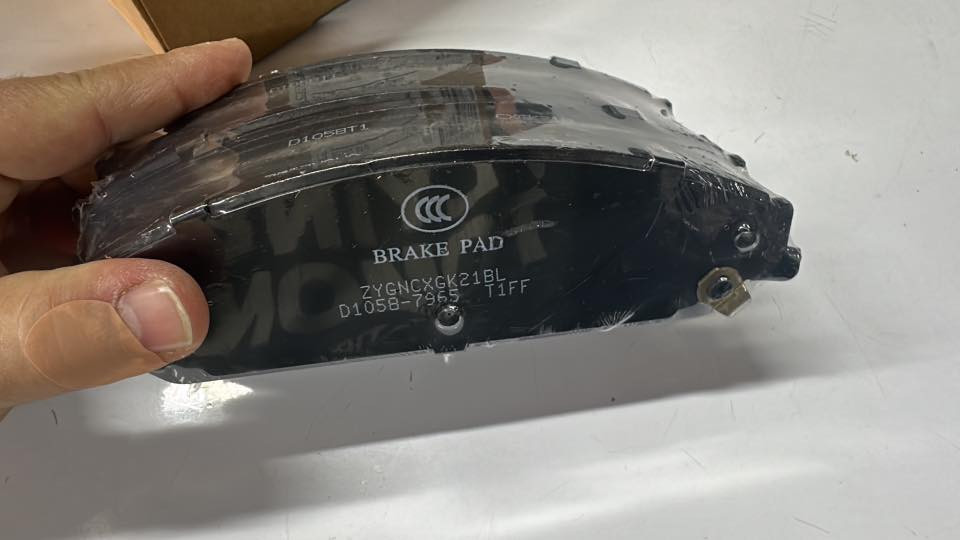 D1058T1
CCC
BRAKE PAD
ZYGNCXGK21BL
D1058-7965 T1FF